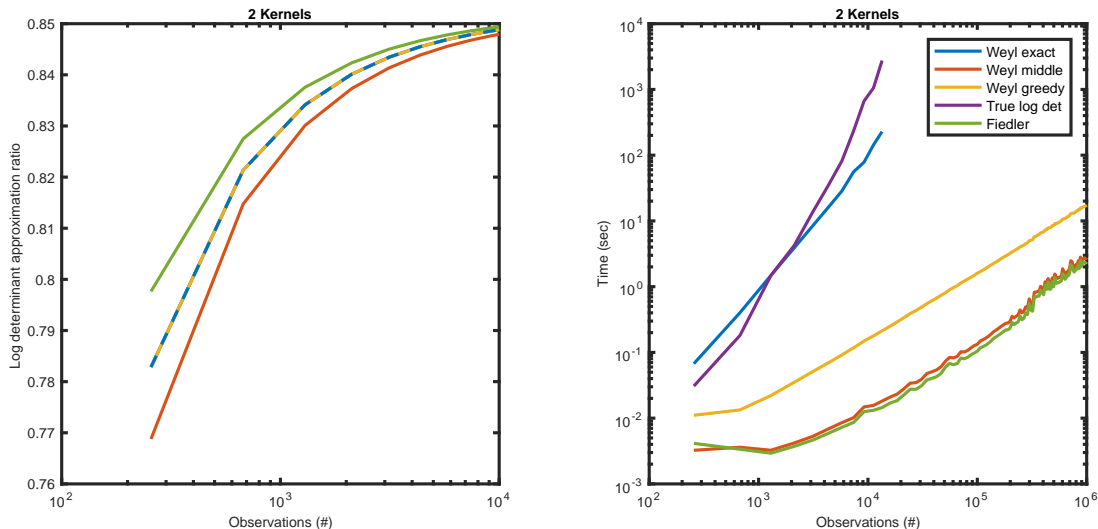 2 Kernels
Log determinant approximation ratio
0.85
0.84
0.83
0.82
0.81
0.8
0.79
0.78
0.77
0.76
10^2
10^3
10^4
Observations (#)
2 Kernels
Time (sec)
10^4
10^3
10^2
10^1
10^0
10^-1
10^-2
10^-3
Weyl exact
Weyl middle
Weyl greedy
True log det
Fiedler
10^2
10^3
10^4
10^5
10^6
Observations (#)